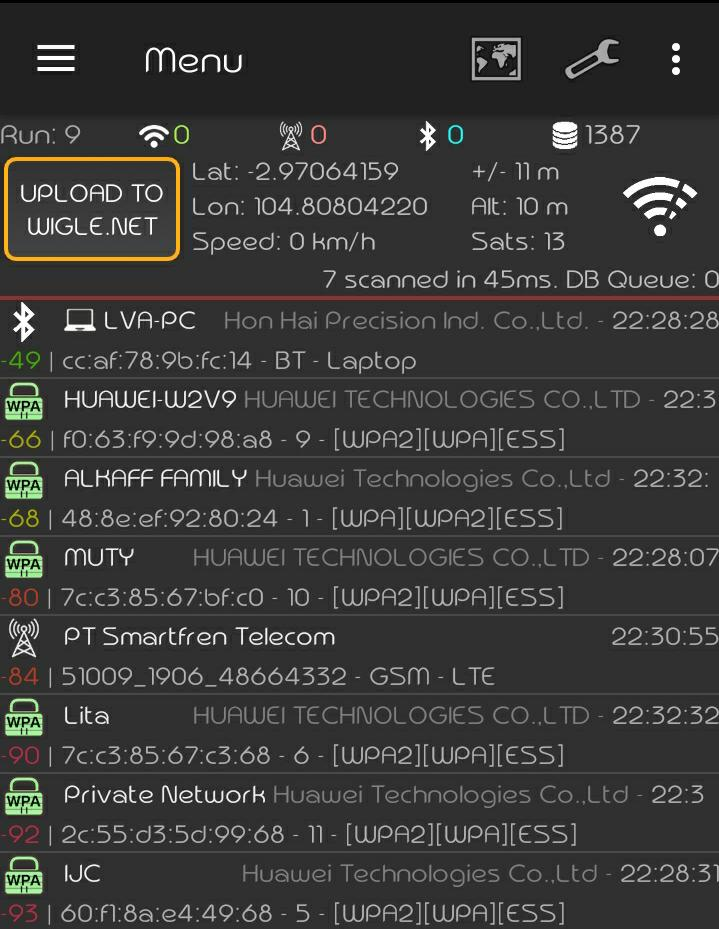 Menu
Run: 9 0 0 0 1387
UPLOAD TO
WIGLE.NET
Lat: -2.97064159 +/- 11 m
Lon: 104.80804220 Alt: 10 m
Speed: 0 km/h Sats: 13
7 scanned in 45ms. DB Queue: 0
LVA-PC Hon Hai Precision Ind. Co.,Ltd. - 22:28:28
-49 | cc:af:78:9b:fc:14 - BT - Laptop
WPA HUAWEI-W2V9 HUAWEI TECHNOLOGIES CO.,LTD - 22:3
-66 | f0:63:f9:9d:98:a8 - 9 - [WPA2][WPA][ESS]
WPA ALKAFF FAMILY Huawei Technologies Co.,Ltd - 22:32:
-68 | 48:8e:ef:92:80:24 - 1 - [WPA][WPA2][ESS]
WPA MUTY HUAWEI TECHNOLOGIES CO.,LTD - 22:28:07
-80 | 7c:c3:85:67:bf:c0 - 10 - [WPA2][WPA][ESS]
PT Smartfren Telecom 22:30:55
-84 | 51009_1906_48664332 - GSM - LTE
WPA Lita HUAWEI TECHNOLOGIES CO.,LTD - 22:32:32
-90 | 7c:c3:85:67:c3:68 - 6 - [WPA2][WPA][ESS]
WPA Private Network Huawei Technologies Co.,Ltd - 22:3
-92 | 2c:55:d3:5d:99:68 - 11 - [WPA2][WPA][ESS]
WPA IJC Huawei Technologies Co.,Ltd - 22:28:31
-93 | 60:f1:8a:e4:49:68 - 5 - [WPA2][WPA][ESS]